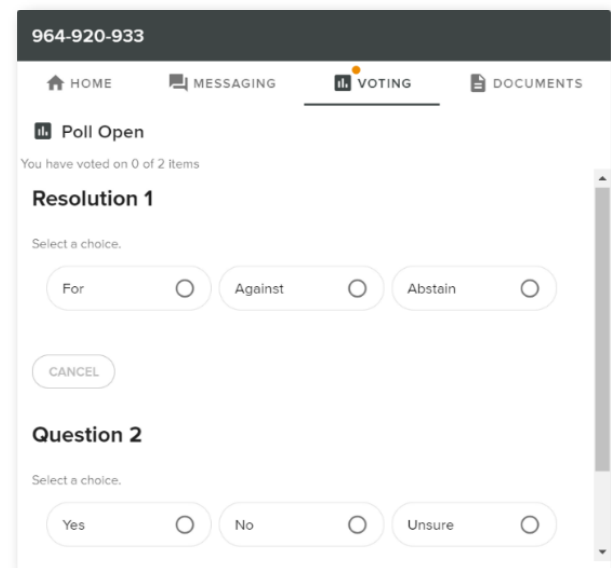 964-920-933
HOME MESSAGING VOTING DOCUMENTS
Poll Open
You have voted on 0 of 2 items
Resolution 1
Select a choice.
For Against Abstain
CANCEL
Question 2
Select a choice.
Yes No Unsure